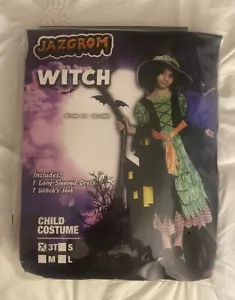 JAZGROM
WITCH
Includes:
1 Long-Sleeved Dress
1 Witch's Hat
CHILD
COSTUME
3T S
M L